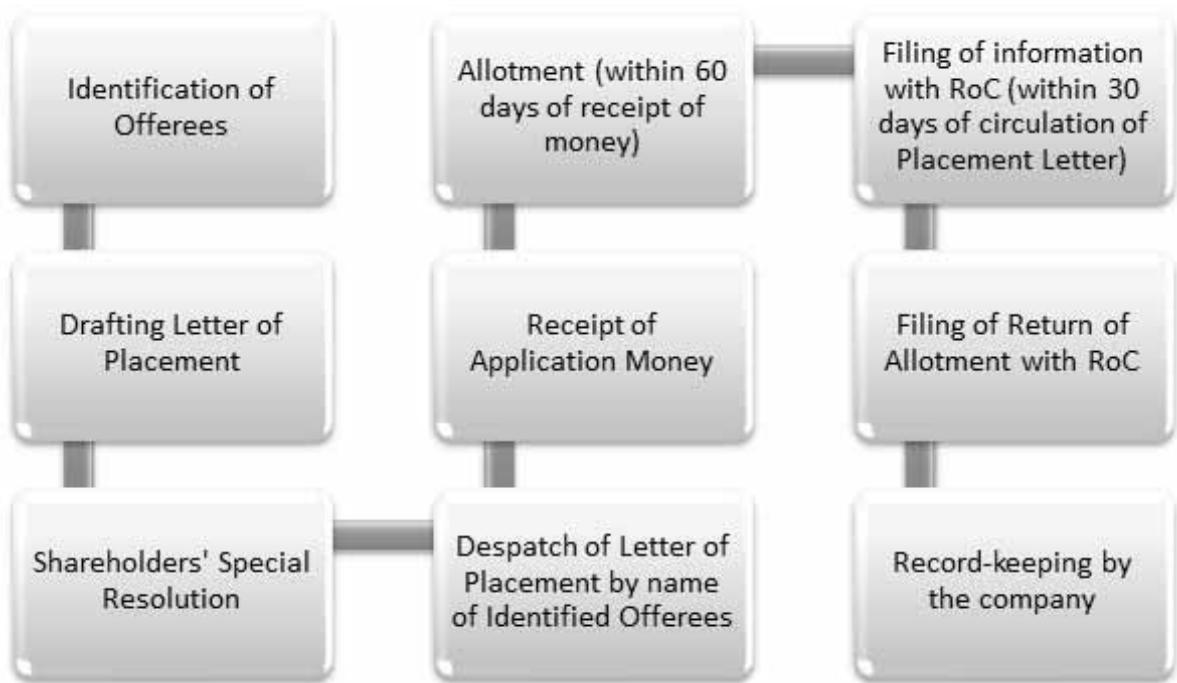 Identification of
Offerees
Drafting Letter of
Placement
Shareholders' Special
Resolution
Despatch of Letter of
Placement by name
of Identified Offerees
Receipt of
Application Money
Allotment (within 60
days of receipt of
money)
Filing of information
with RoC (within 30
days of circulation of
Placement Letter)
Filing of Return of
Allotment with RoC
Record-keeping by
the company